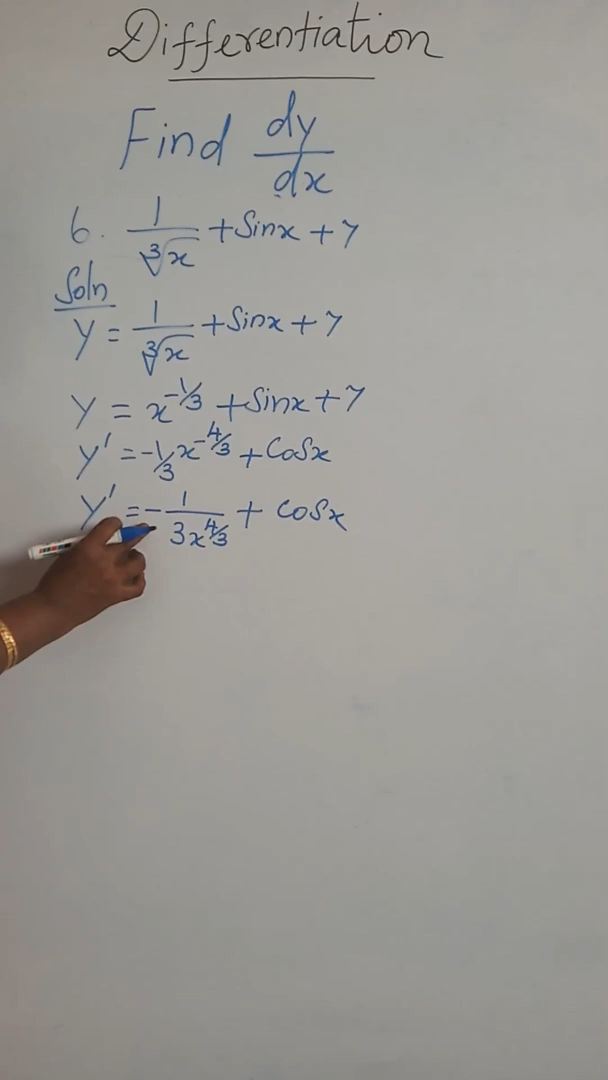 Differentiation
Find dy/dx
6. 1/∛x + Sinx + 7
Soln
y = 1/∛x + Sinx + 7
y = x^-1/3 + Sinx + 7
y' = -1/3 x^-4/3 + Cosx
y' = - 1/3x^4/3 + Cosx